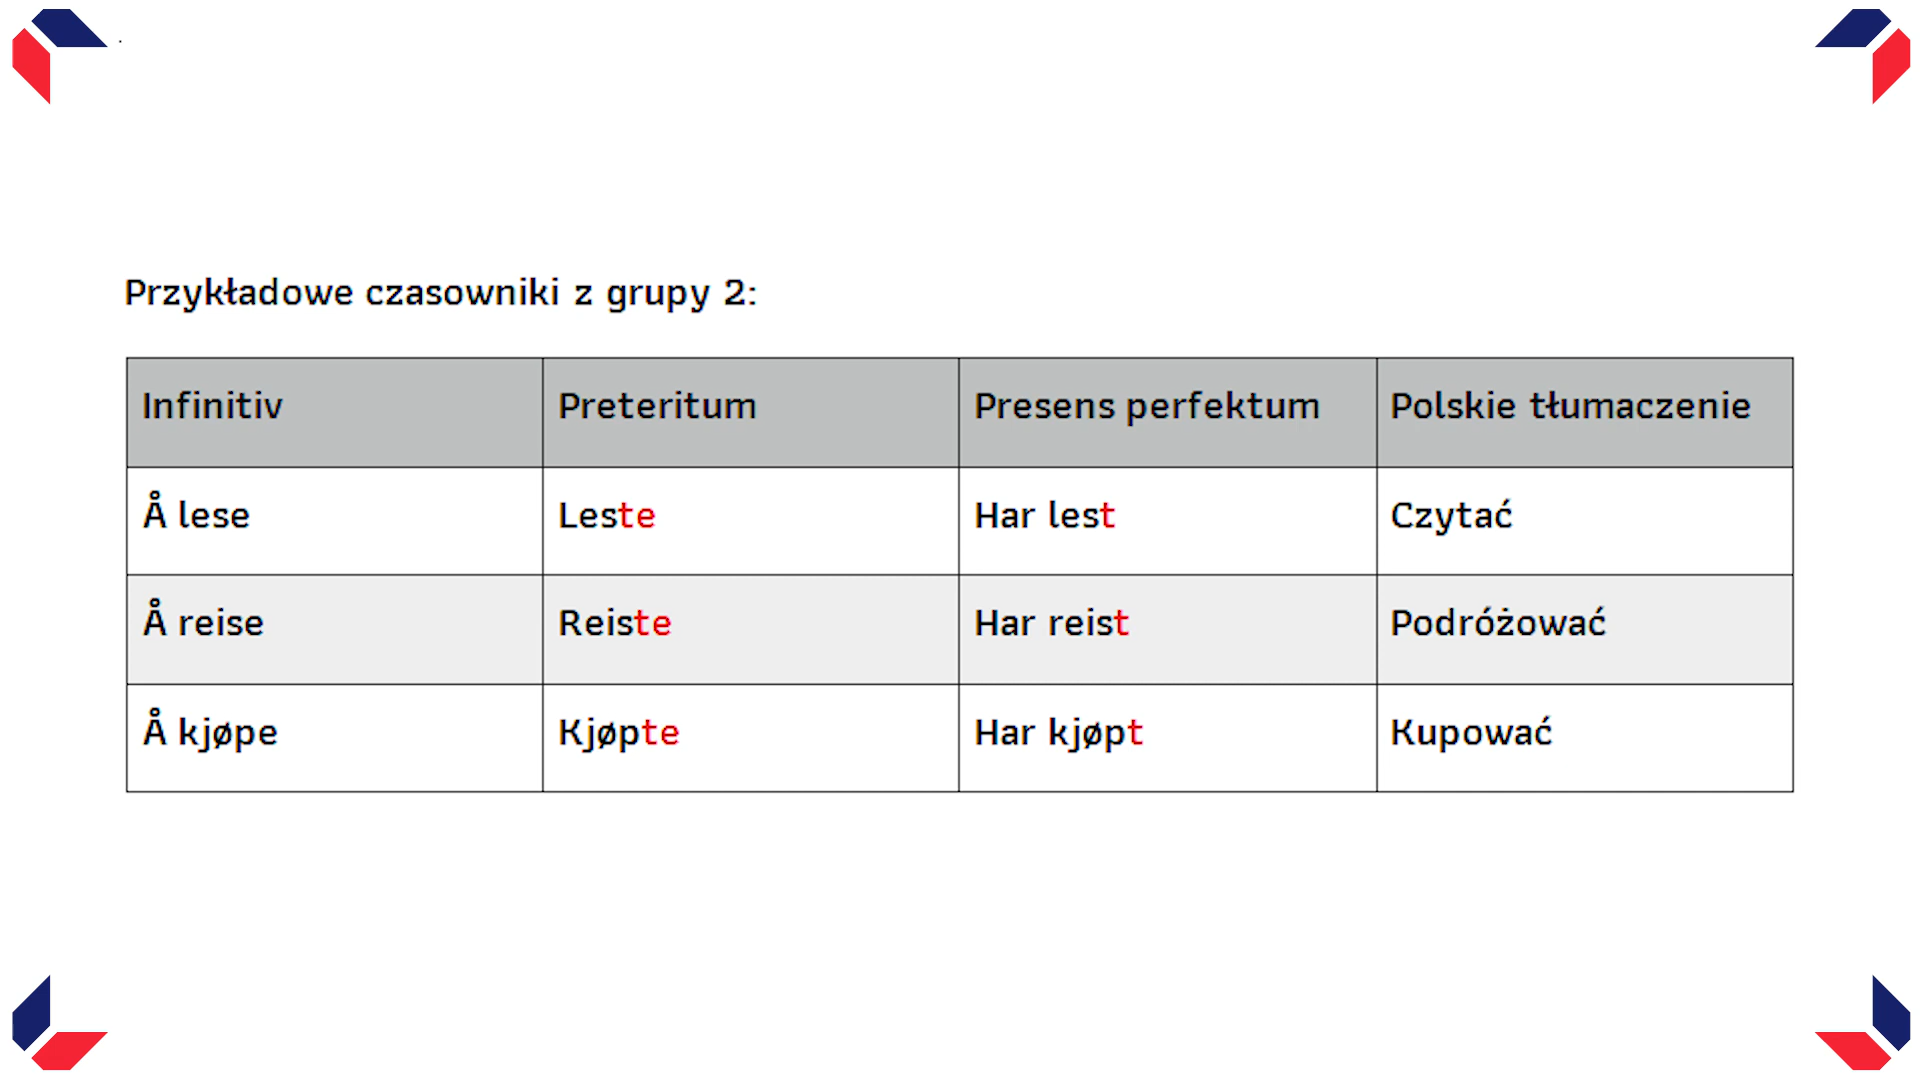 Przykładowe czasowniki z grupy 2:
Infinitiv Preteritum Presens perfektum Polskie tłumaczenie
Å lese Leste Har lest Czytać
Å reise Reiste Har reist Podróżować
Å kjøpe Kjøpte Har kjøpt Kupować